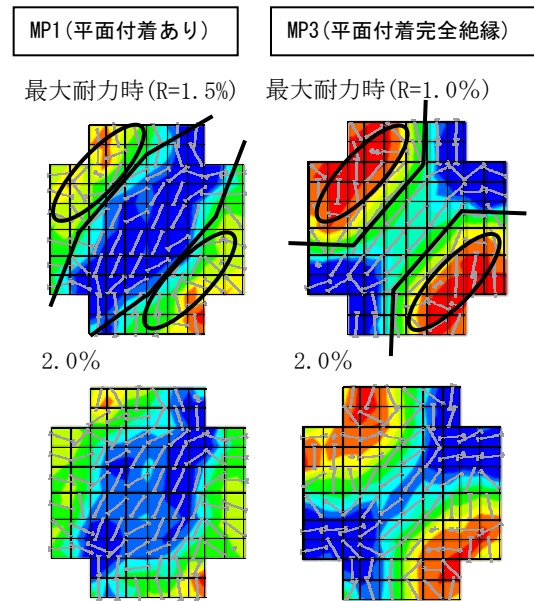 MP1(平面付着あり)
MP3(平面付着完全絶縁)
最大耐力時(R=1.5%)
最大耐力時(R=1.0%)
2.0%
2.0%